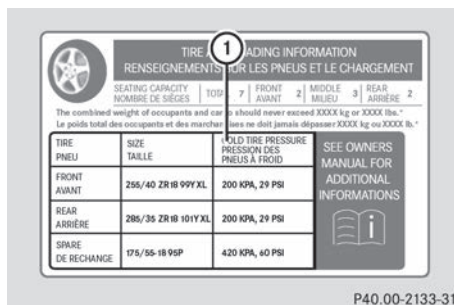 1
TIRE A ADING INFORMATION
RENSEIGNEMENTS SUR LES PNEUS ET LE CHARGEMENT
SEATING CAPACITY
NOMBRE DE SIÈGES
TOTAL 7
FRONT
AVANT 2
MIDDLE
MILIEU 3
REAR
ARRIÈRE 2
The combined weight of occupants and cargo should never exceed XXXX kg or XXXX lbs."
Le poids total des occupants et des marchandises ne doit jamais dépasser XXXX kg ou XXXX lb."
TIRE
PNEU
SIZE
TAILLE
COLD TIRE PRESSURE
PRESSION DES
PNEUS À FROID
SEE OWNERS
MANUAL FOR
ADDITIONAL
INFORMATIONS
FRONT
AVANT
255/40 ZR18 99Y XL
200 KPA, 29 PSI
REAR
ARRIÈRE
285/35 ZR18 101Y XL
200 KPA, 29 PSI
SPARE
DE RECHANGE
175/55-18 95P
420 KPA, 60 PSI
i
P40.00-2133-31